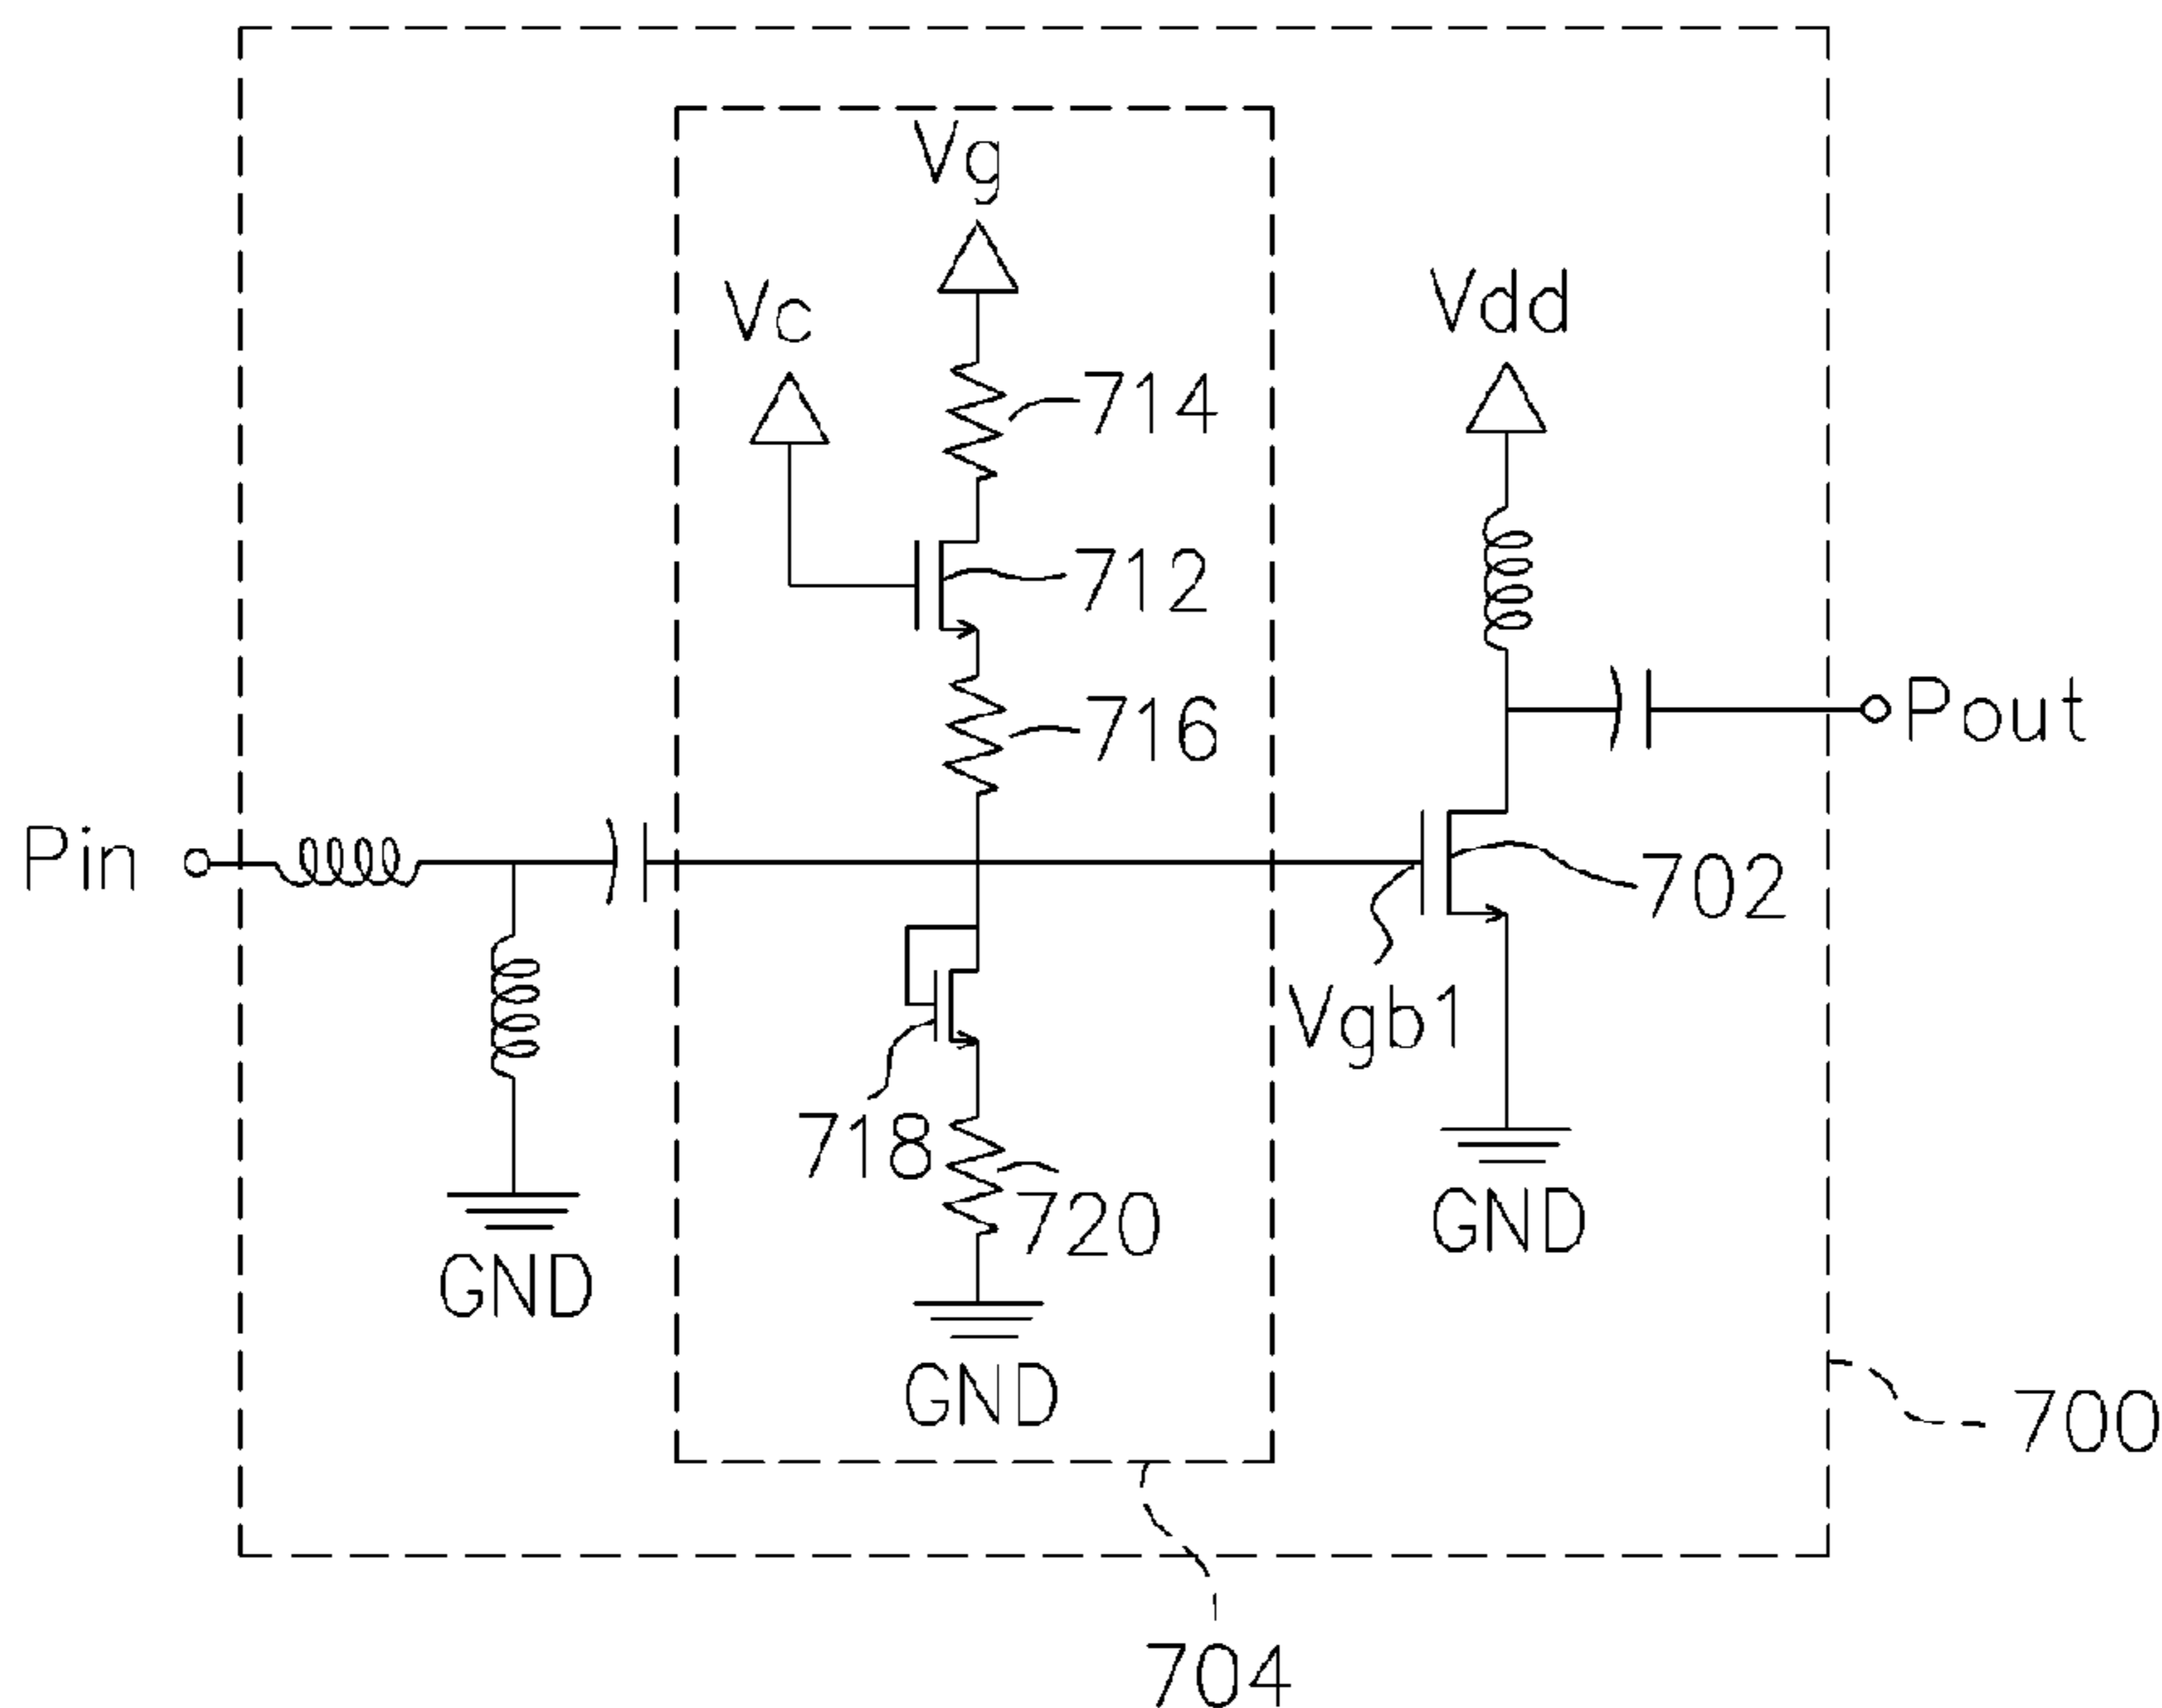 Vg
Vc
Vdd
714
712
716
Pout
Pin
702
Vgb1
718
720
GND
GND
GND
700
704